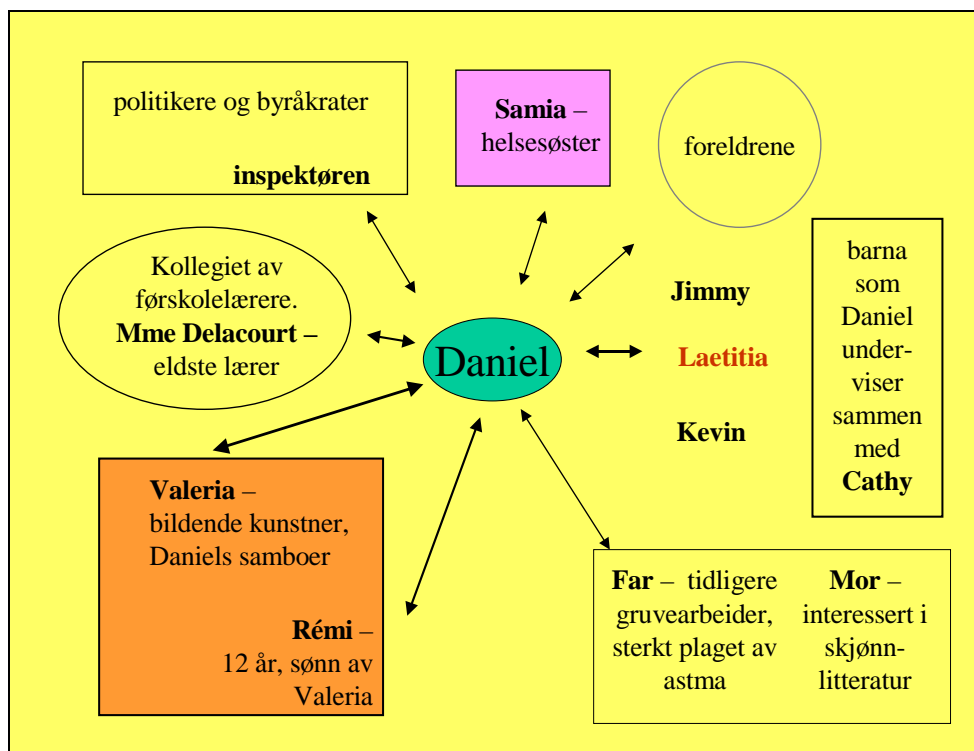 politikere og byråkrater
inspektøren
Samia –
helsesøster
foreldrene
Kollegiet av
førskolelærere.
Mme Delacourt –
eldste lærer
Daniel
Jimmy
Laetitia
Kevin
barna
som
Daniel
under-
viser
sammen
med
Cathy
Valeria –
bildende kunstner,
Daniels samboer
Rémi –
12 år, sønn av
Valeria
Far – tidligere
gruvearbeider,
sterkt plaget av
astma
Mor –
interessert i
skjønn-
litteratur